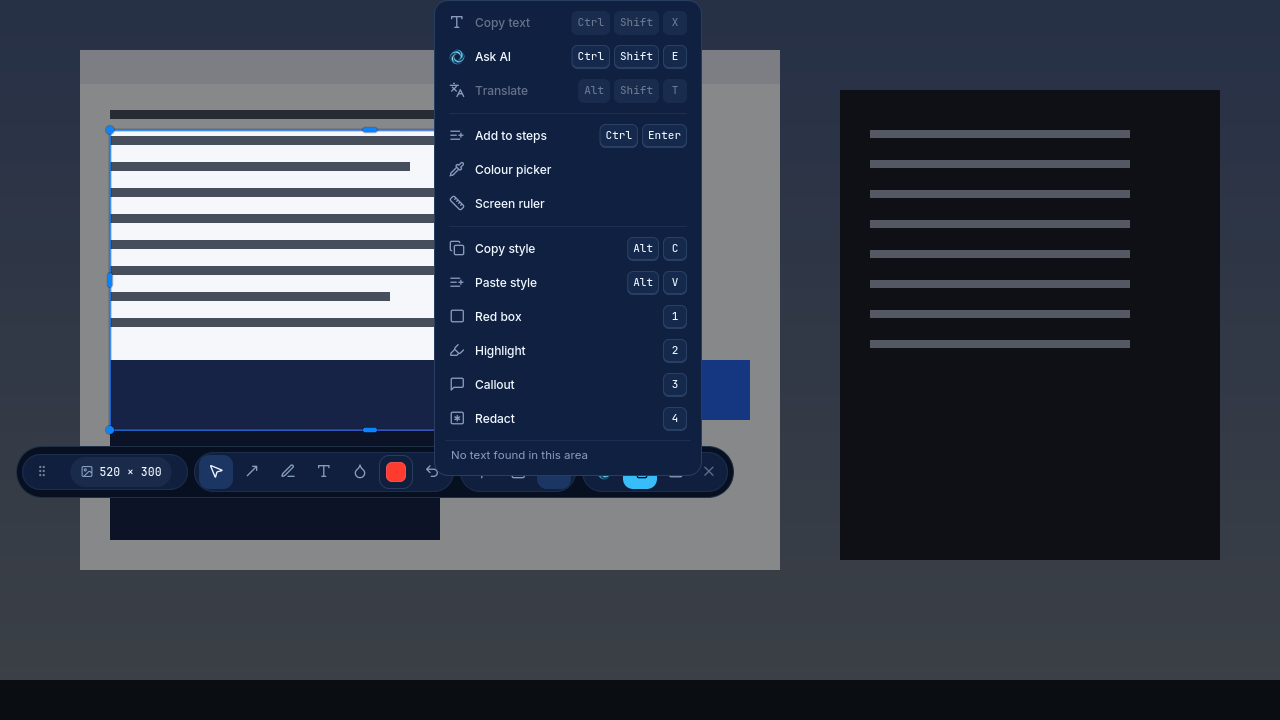 Copy text Ctrl Shift X
Ask AI Ctrl Shift E
Translate Alt Shift T
Add to steps Ctrl Enter
Colour picker
Screen ruler
Copy style Alt C
Paste style Alt V
Red box 1
Highlight 2
Callout 3
Redact 4
No text found in this area
520 × 300